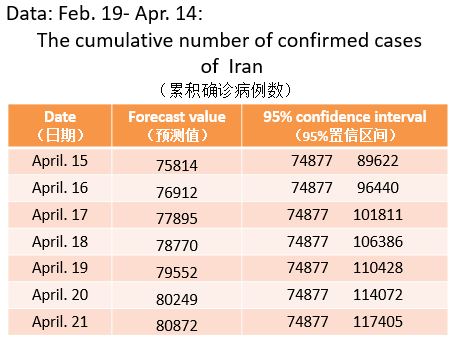 Data: Feb. 19- Apr. 14:
The cumulative number of confirmed cases
of Iran
（累积确诊病例数）
Date Forecast value 95% confidence interval
（日期） （预测值） （95%置信区间）
April. 15 75814 74877 89622
April. 16 76912 74877 96440
April. 17 77895 74877 101811
April. 18 78770 74877 106386
April. 19 79552 74877 110428
April. 20 80249 74877 114072
April. 21 80872 74877 117405